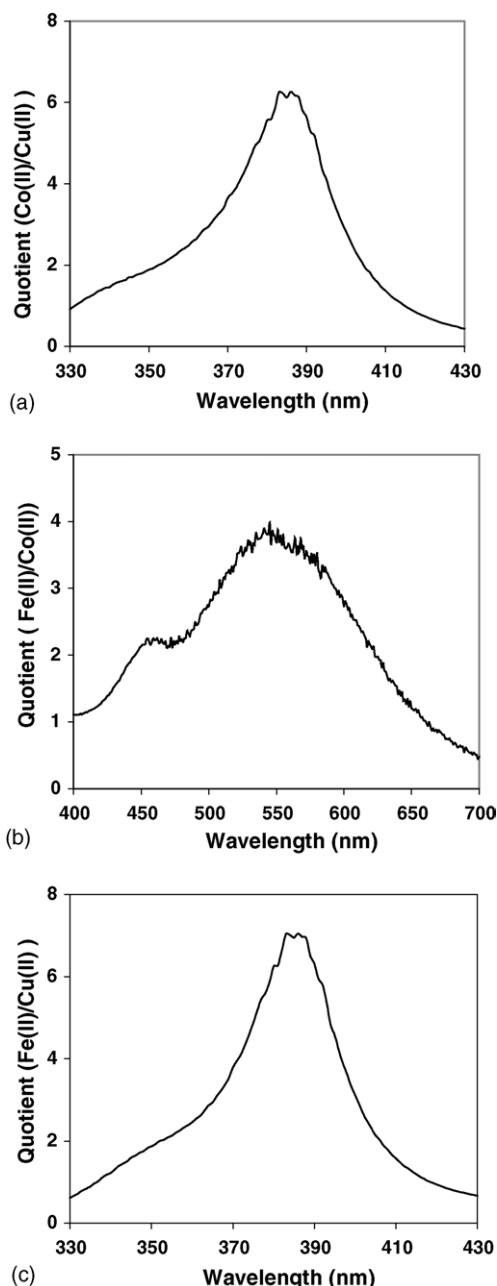 8
6
4
2
0
Quotient (Co(II)/Cu(II) )
330 350 370 390 410 430
Wavelength (nm)
(a)
5
4
3
2
1
0
Quotient ( Fe(II)/Co(II))
400 450 500 550 600 650 700
Wavelength (nm)
(b)
8
6
4
2
0
Quotient (Fe(II)/Cu(II) )
330 350 370 390 410 430
Wavelength (nm)
(c)